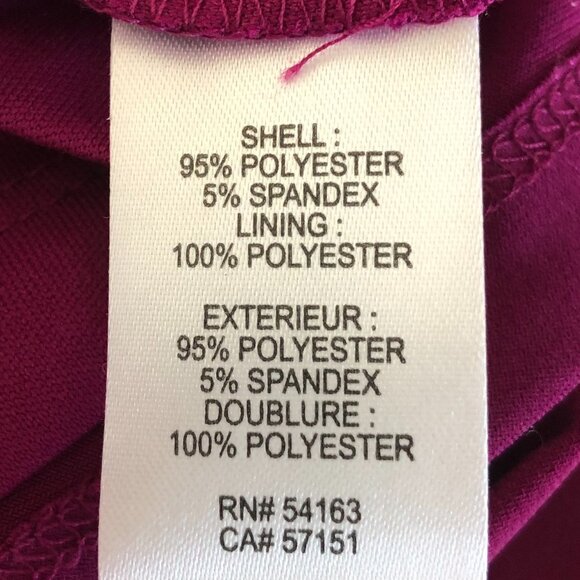 SHELL :
95% POLYESTER
5% SPANDEX
LINING :
100% POLYESTER
EXTERIEUR :
95% POLYESTER
5% SPANDEX
DOUBLURE :
100% POLYESTER
RN# 54163
CA# 57151